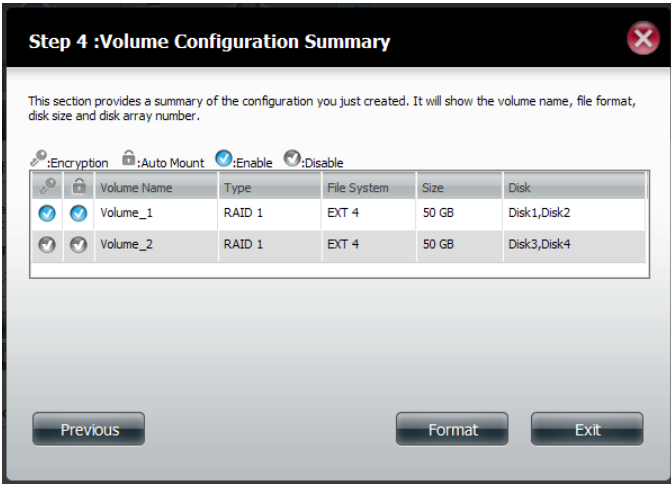 Step 4 :Volume Configuration Summary
This section provides a summary of the configuration you just created. It will show the volume name, file format,
disk size and disk array number.
:Encryption :Auto Mount :Enable :Disable
Volume Name Type File System Size Disk
Volume_1 RAID 1 EXT 4 50 GB Disk1,Disk2
Volume_2 RAID 1 EXT 4 50 GB Disk3,Disk4
Previous Format Exit